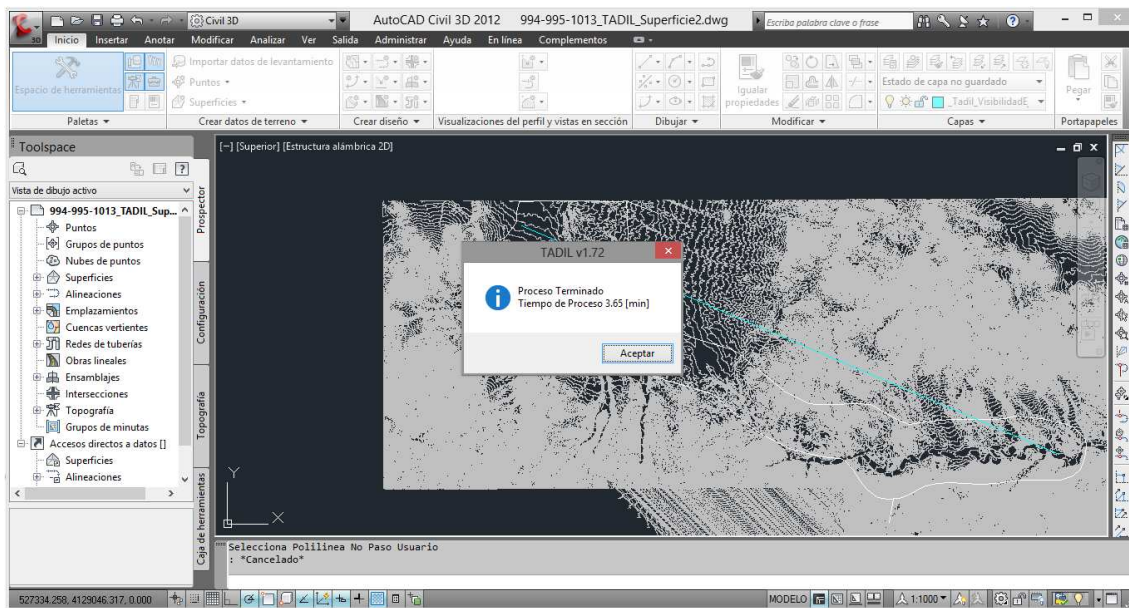 Civil 3D
AutoCAD Civil 3D 2012 994-995-1013_TADIL_Superficie2.dwg
Escriba palabra clave o frase
3D
Inicio Insertar Anotar Modificar Analizar Ver Salida Administrar Ayuda En línea Complementos
Espacio de herramientas
Importar datos de levantamiento
Puntos
Superficies
Igualar propiedades
Estado de capa no guardado
_Tadil_VisibilidadE_
Pegar
Paletas
Crear datos de terreno
Crear diseño
Visualizaciones del perfil y vistas en sección
Dibujar
Modificar
Capas
Portapapeles
Toolspace
Vista de dibujo activo
994-995-1013_TADIL_Sup...
Puntos
Grupos de puntos
Nubes de puntos
Superficies
Alineaciones
Emplazamientos
Cuencas vertientes
Redes de tuberías
Obras lineales
Ensamblajes
Intersecciones
Topografía
Grupos de minutas
Accesos directos a datos []
Superficies
Alineaciones
Prospector
Configuración
Topografía
Caja de herramientas
[−] [Superior] [Estructura alámbrica 2D]
TADIL v1.72
Proceso Terminado
Tiempo de Proceso 3.65 [min]
Aceptar
Y
X
Selecciona Polilinea No Paso Usuario
: *Cancelado*
527334.258, 4129046.317, 0.000
MODELO
1:1000